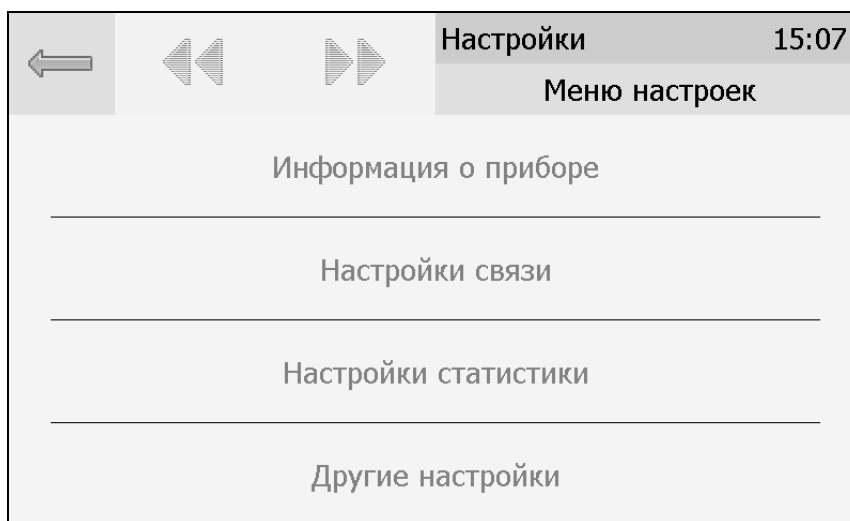 Настройки 15:07
Меню настроек
Информация о приборе
Настройки связи
Настройки статистики
Другие настройки